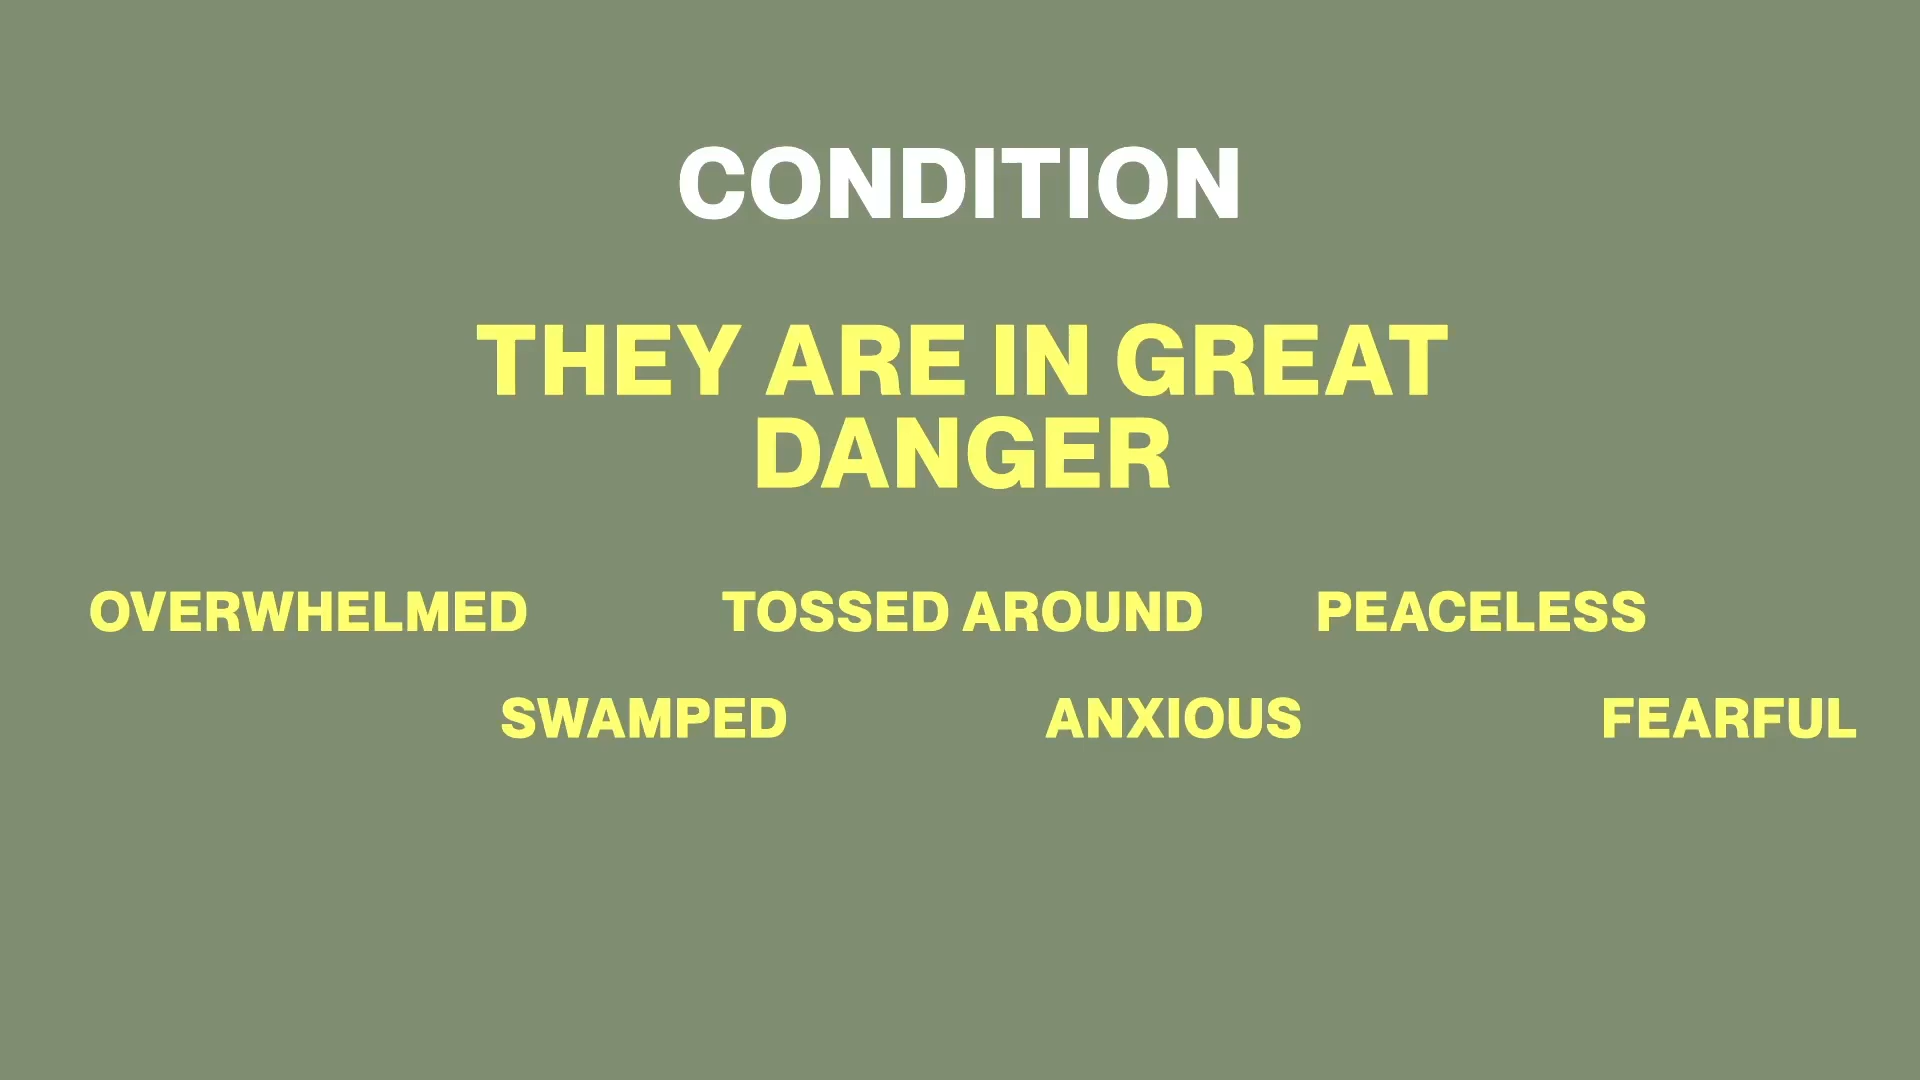 CONDITION
THEY ARE IN GREAT
DANGER
OVERWHELMED TOSSED AROUND PEACELESS
SWAMPED ANXIOUS FEARFUL